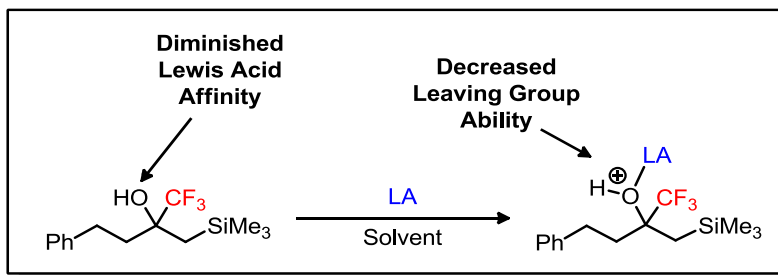 Diminished
Lewis Acid
Affinity
Decreased
Leaving Group
Ability
HO
CF3
SiMe3
Ph
LA
Solvent
LA
H
⊕
O
CF3
SiMe3
Ph